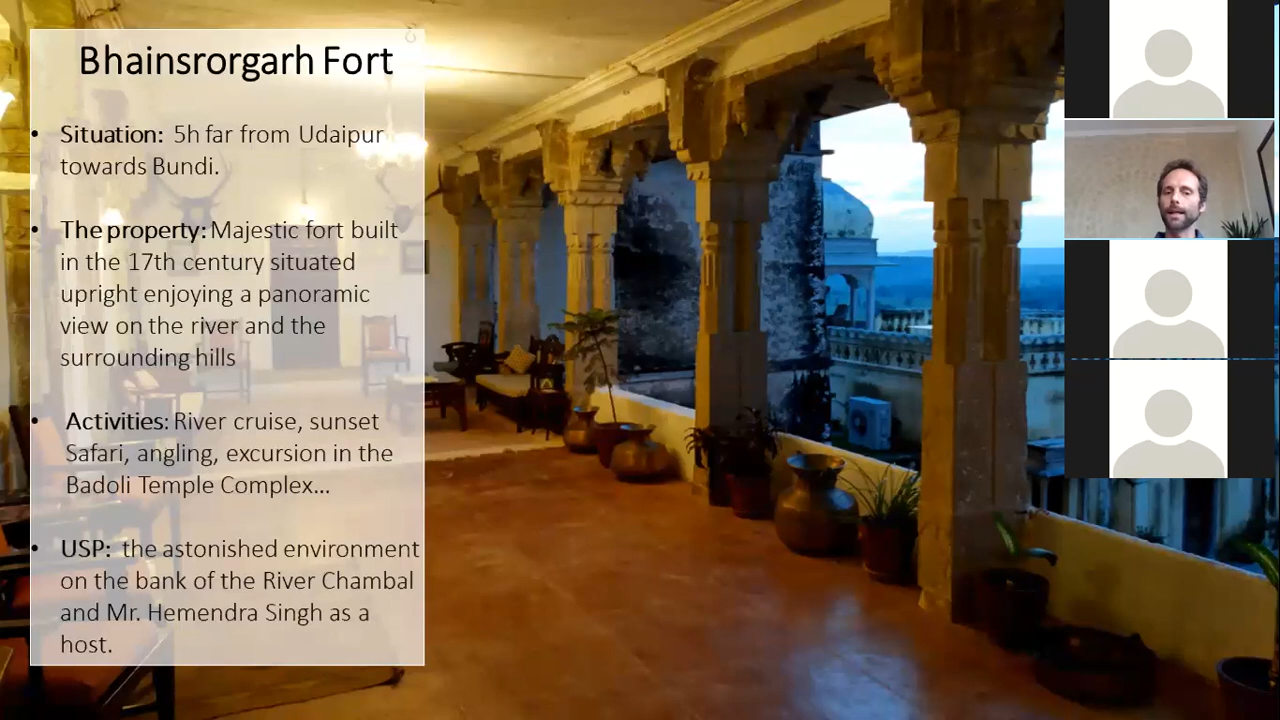 Bhainsrorgarh Fort
• Situation: 5h far from Udaipur
towards Bundi.
• The property: Majestic fort built
in the 17th century situated
upright enjoying a panoramic
view on the river and the
surrounding hills
• Activities: River cruise, sunset
Safari, angling, excursion in the
Badoli Temple Complex...
• USP: the astonished environment
on the bank of the River Chambal
and Mr. Hemendra Singh as a
host.